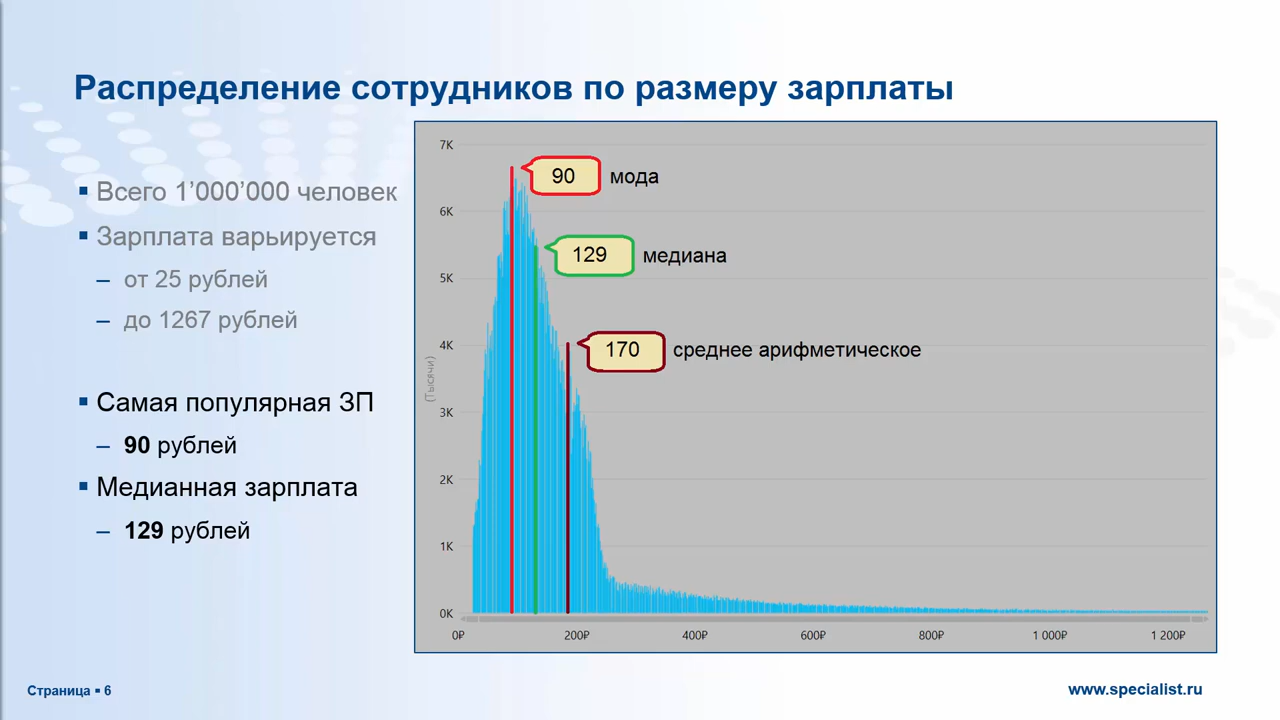 Распределение сотрудников по размеру зарплаты
Всего 1’000’000 человек
Зарплата варьируется
– от 25 рублей
– до 1267 рублей
Самая популярная ЗП
– 90 рублей
Медианная зарплата
– 129 рублей
7K
6K
5K
4K
3K
2K
1K
0K
(Тысячи)
90 мода
129 медиана
170 среднее арифметическое
0₽ 200₽ 400₽ 600₽ 800₽ 1 000₽ 1 200₽
Страница ▪ 6
www.specialist.ru